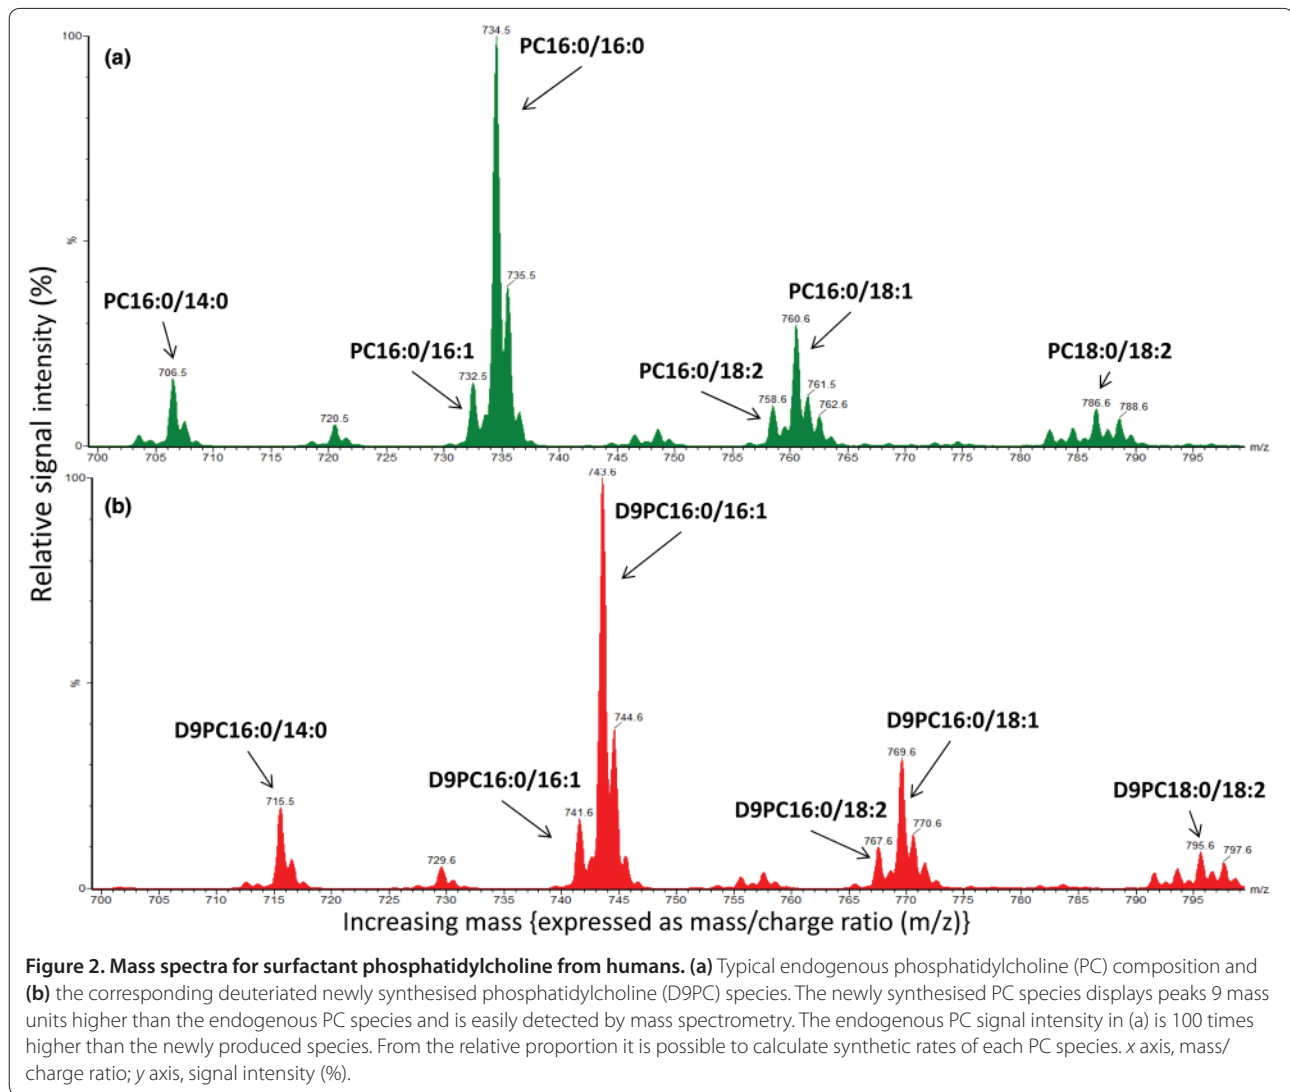 100
(a)
734.5
PC16:0/16:0
%
735.5
PC16:0/14:0
PC16:0/18:1
PC16:0/16:1
760.6
PC18:0/18:2
706.5
732.5
PC16:0/18:2
758.6
761.5
762.6
786.6
788.6
720.5
0
700 705 710 715 720 725 730 735 740 745 750 755 760 765 770 775 780 785 790 795 m/z
Relative signal intensity (%)
100
(b)
743.6
D9PC16:0/16:1
%
744.6
D9PC16:0/14:0
D9PC16:0/18:1
769.6
D9PC16:0/16:1
D9PC18:0/18:2
715.5
741.6
D9PC16:0/18:2
767.6
770.6
795.6
797.6
729.6
0
700 705 710 715 720 725 730 735 740 745 750 755 760 765 770 775 780 785 790 795 m/z
Increasing mass {expressed as mass/charge ratio (m/z)}
Figure 2. Mass spectra for surfactant phosphatidylcholine from humans. (a) Typical endogenous phosphatidylcholine (PC) composition and
(b) the corresponding deuteriated newly synthesised phosphatidylcholine (D9PC) species. The newly synthesised PC species displays peaks 9 mass
units higher than the endogenous PC species and is easily detected by mass spectrometry. The endogenous PC signal intensity in (a) is 100 times
higher than the newly produced species. From the relative proportion it is possible to calculate synthetic rates of each PC species. x axis, mass/
charge ratio; y axis, signal intensity (%).